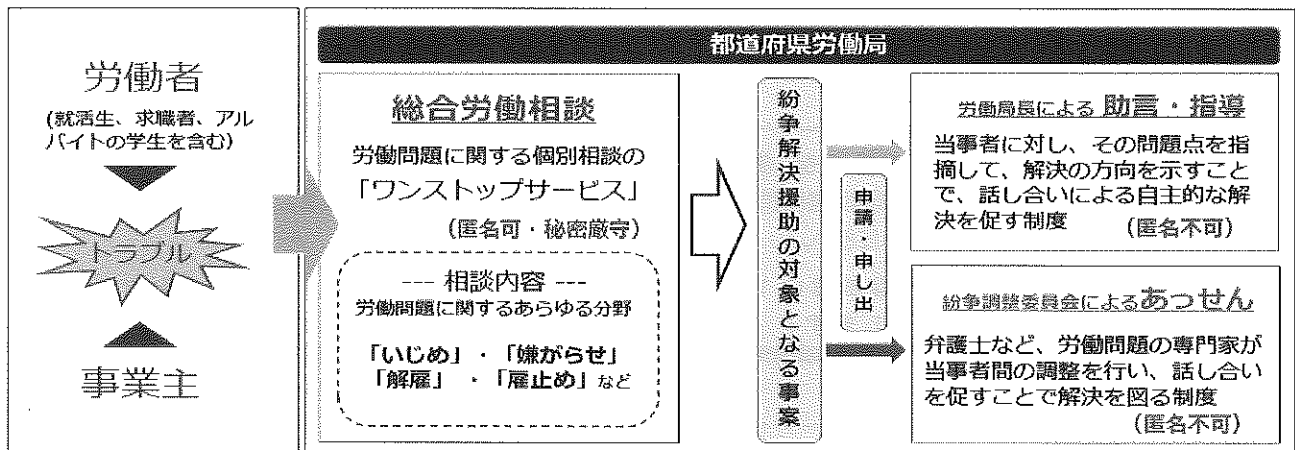 労働者
(就活生、求職者、アル
バイトの学生を含む)
トラブル
事業主
都道府県労働局
総合労働相談
労働問題に関する個別相談の
「ワンストップサービス」
(匿名可・秘密厳守)
--- 相談内容 ---
労働問題に関するあらゆる分野
「いじめ」・「嫌がらせ」
「解雇」・「雇止め」など
紛争解決援助の対象となる事案
申請・申し出
労働局長による 助言・指導
当事者に対し、その問題点を指
摘して、解決の方向を示すこと
で、話し合いによる自主的な解
決を促す制度 (匿名不可)
紛争調整委員会によるあっせん
弁護士など、労働問題の専門家が
当事者間の調整を行い、話し合い
を促すことで解決を図る制度
(匿名不可)